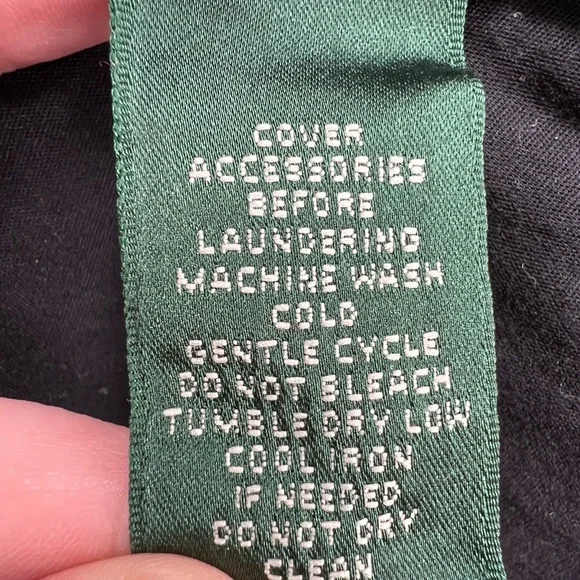 COVER
ACCESSORIES
BEFORE
LAUNDERING
MACHINE WASH
COLD
GENTLE CYCLE
DO NOT BLEACH
TUMBLE DRY LOW
COOL IRON
IF NEEDED
DO NOT DRY
CLEAN